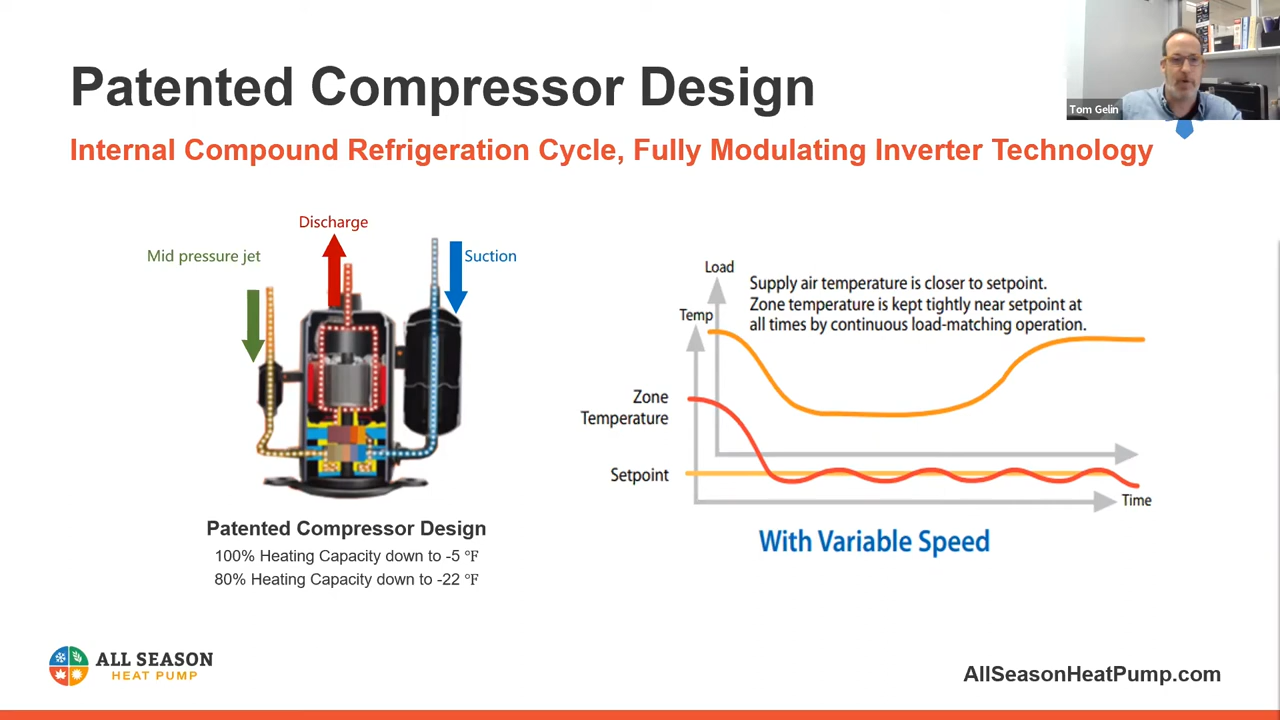 Patented Compressor Design
Tom Gelin
Internal Compound Refrigeration Cycle, Fully Modulating Inverter Technology
Discharge
Mid pressure jet
Suction
Patented Compressor Design
100% Heating Capacity down to -5 °F
80% Heating Capacity down to -22 °F
Load
Supply air temperature is closer to setpoint.
Zone temperature is kept tightly near setpoint at
all times by continuous load-matching operation.
Temp
Zone
Temperature
Setpoint
Time
With Variable Speed
ALL SEASON
HEAT PUMP
AllSeasonHeatPump.com